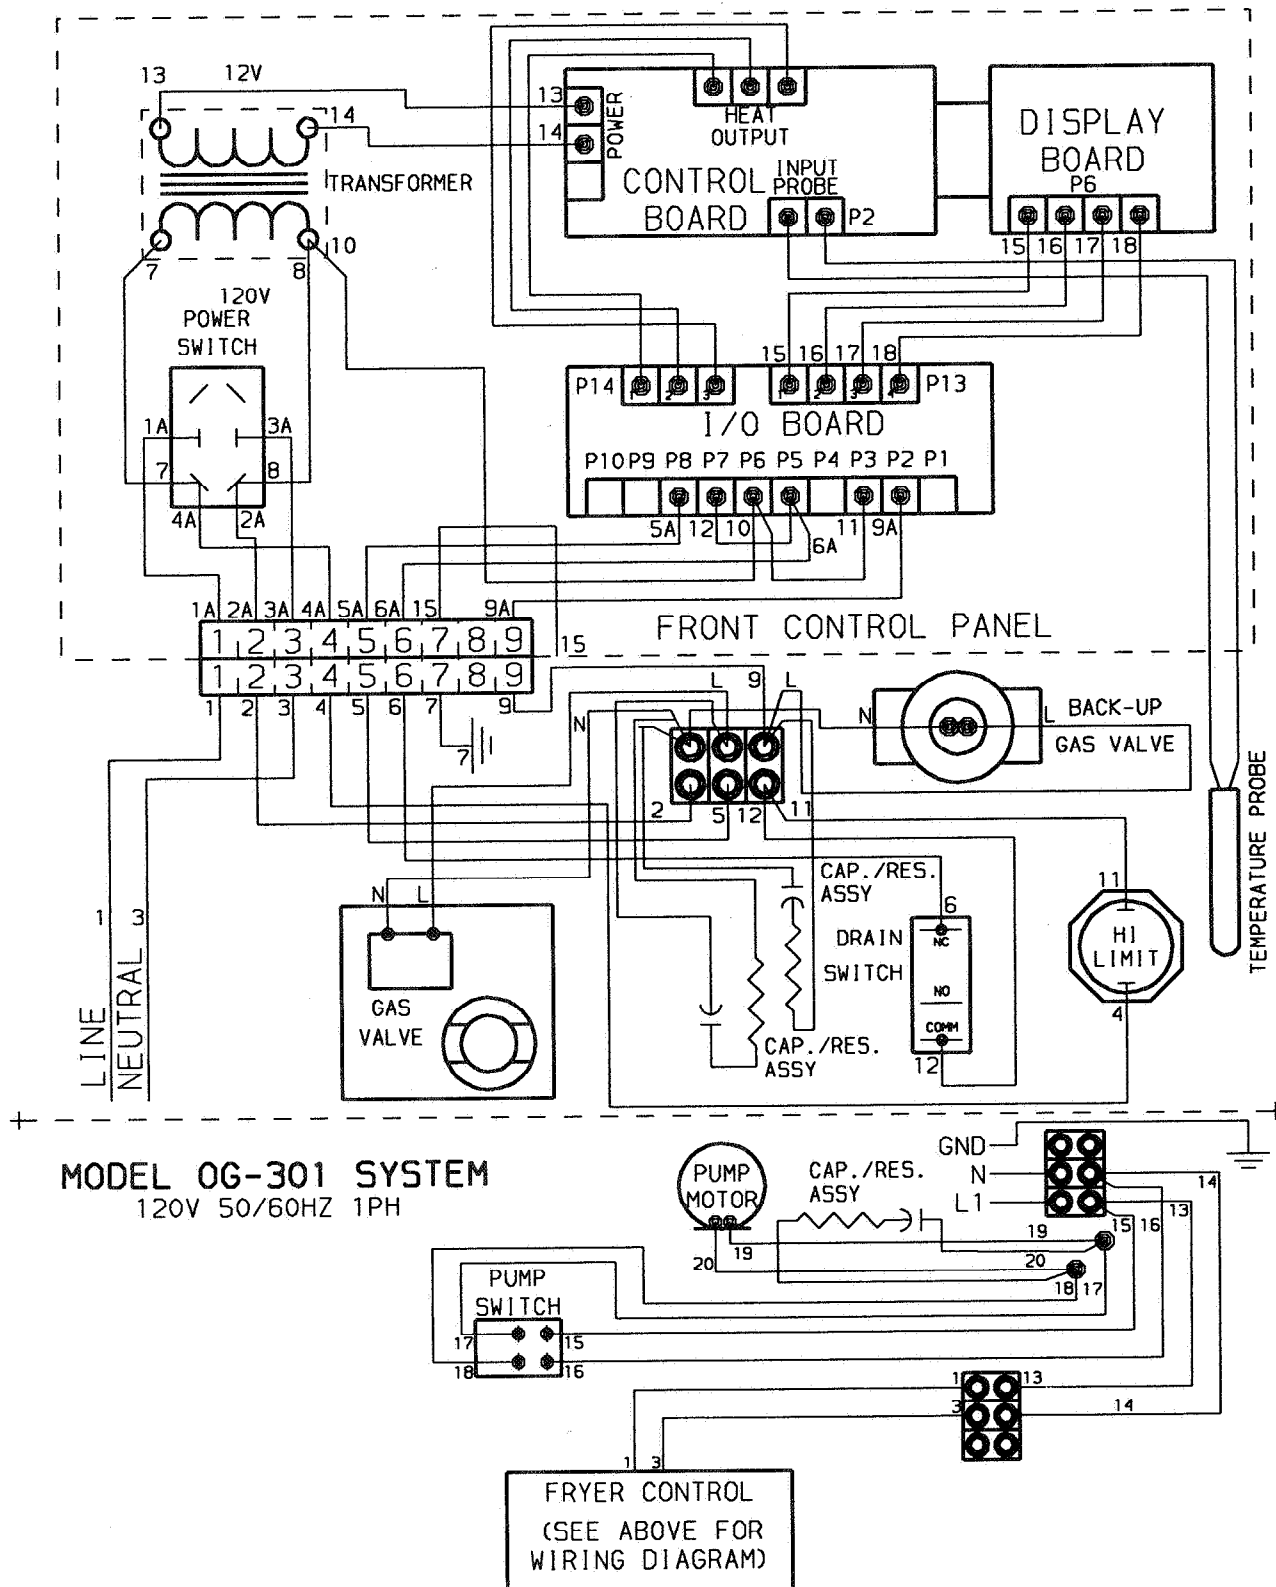 13 12V
14
TRANSFORMER
7 8 10
120V
POWER
SWITCH
1A 3A
7 8
4A 2A
13
14
POWER
HEAT
OUTPUT
CONTROL
BOARD
INPUT
PROBE
P2
DISPLAY
BOARD
P6
15 16 17 18
15 16 17 18
P14 1 2 3 1 2 3 4 P13
I/O BOARD
P10 P9 P8 P7 P6 P5 P4 P3 P2 P1
5A 12 10 6A 11 9A
1A 2A 3A 4A 5A 6A 15 9A
1 2 3 4 5 6 7 8 9
15
1 2 3 4 5 6 7 8 9
1 2 3 4 5 6 7 9
FRONT CONTROL PANEL
7
N L 9 L
2 5 12 11
N L BACK-UP
GAS VALVE
TEMPERATURE PROBE
N L
GAS
VALVE
1 3
LINE
NEUTRAL
CAP./RES.
ASSY
CAP./RES.
ASSY
DRAIN
SWITCH
6
NC
NO
COMM
12
11
HI
LIMIT
4
MODEL OG-301 SYSTEM
120V 50/60HZ 1PH
PUMP
MOTOR
CAP./RES.
ASSY
GND
N
L1
14
13
15 16
19 19
20 20
18 17
PUMP
SWITCH
17 15
18 16
1 13
3 14
1 3
FRYER CONTROL
(SEE ABOVE FOR
WIRING DIAGRAM)